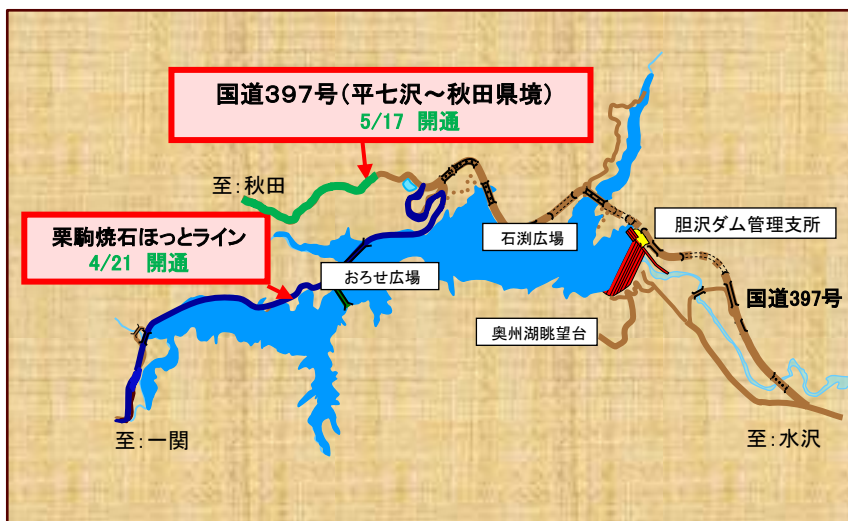 国道397号(平七沢～秋田県境)
5/17 開通
至:秋田
栗駒焼石ほっとライン
4/21 開通
おろせ広場
石渕広場
胆沢ダム管理支所
国道397号
奥州湖眺望台
至:一関
至:水沢